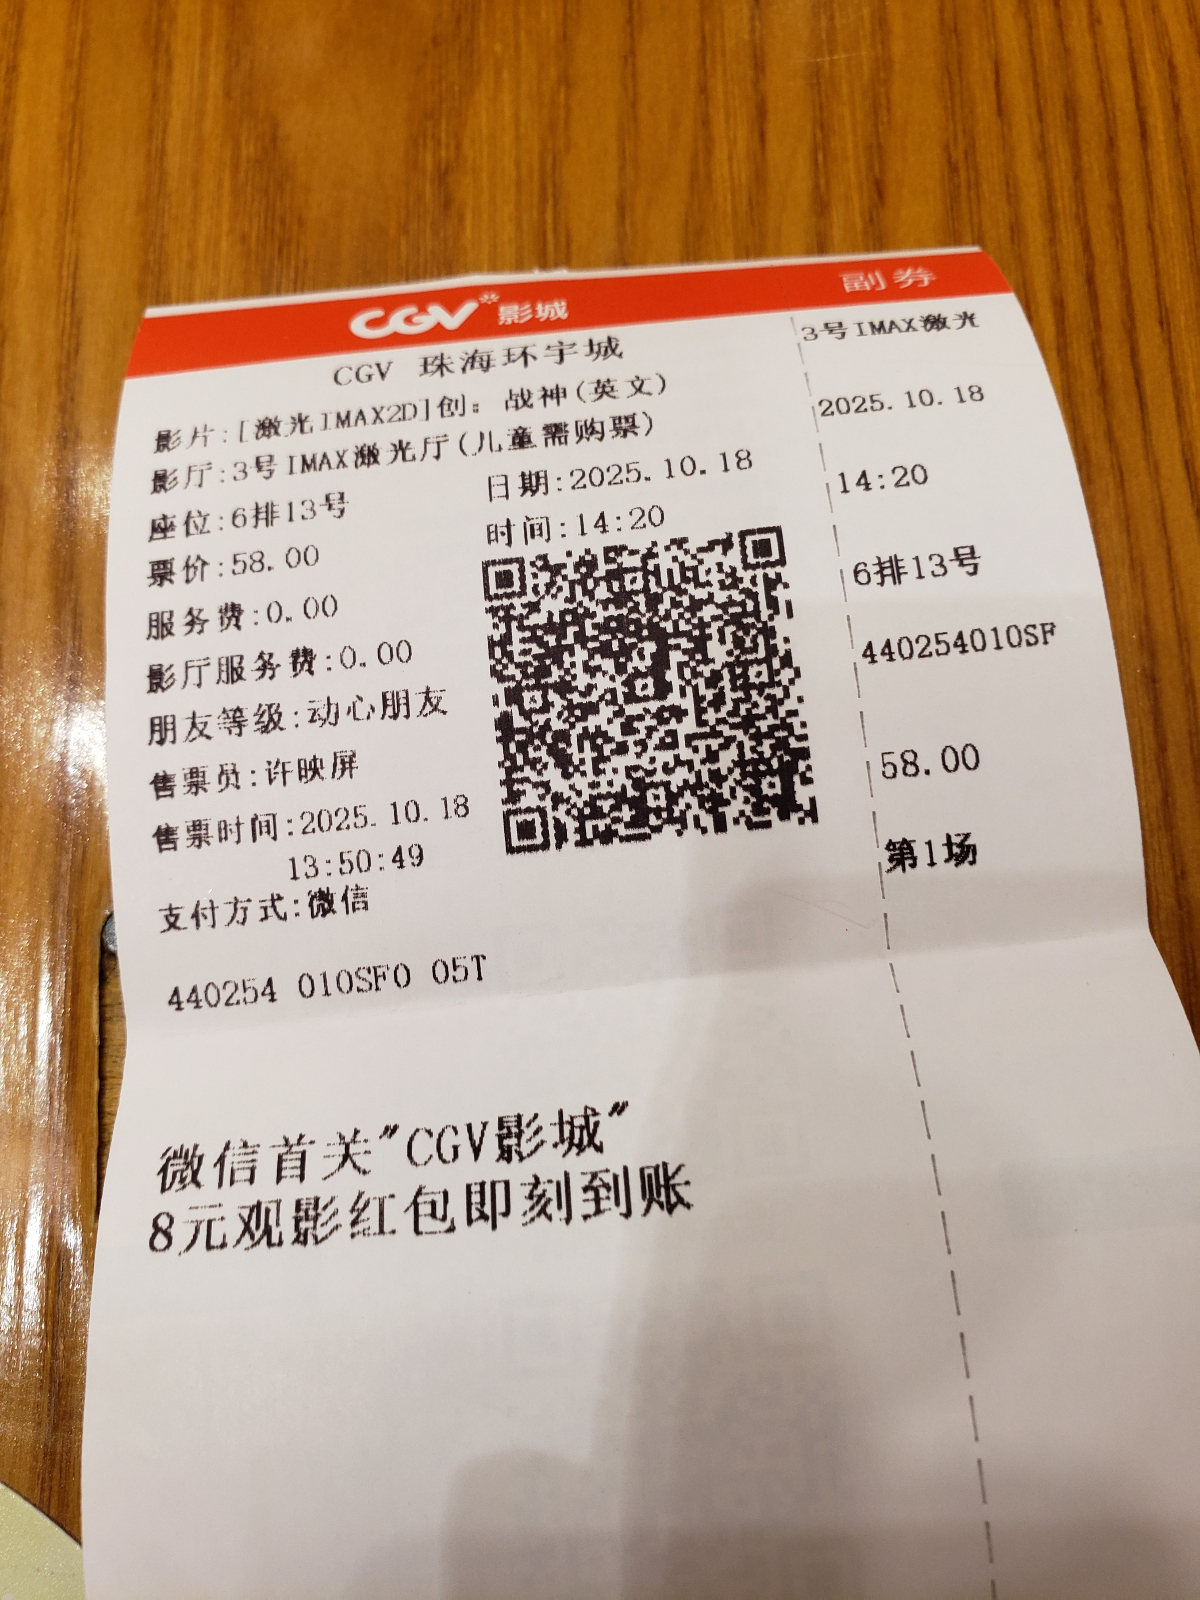 CGV 影城
CGV 珠海环宇城
影片:[激光IMAX2D]创：战神(英文)
影厅:3号IMAX激光厅(儿童需购票)
座位:6排13号
日期:2025.10.18
票价:58.00
时间:14:20
服务费:0.00
影厅服务费:0.00
朋友等级:动心朋友
售票员:许映屏
售票时间:2025.10.18
13:50:49
支付方式:微信
440254 010SF0 05T
微信首关"CGV影城"
8元观影红包即刻到账
副券
3号IMAX激光
2025.10.18
14:20
6排13号
440254010SF
58.00
第1场